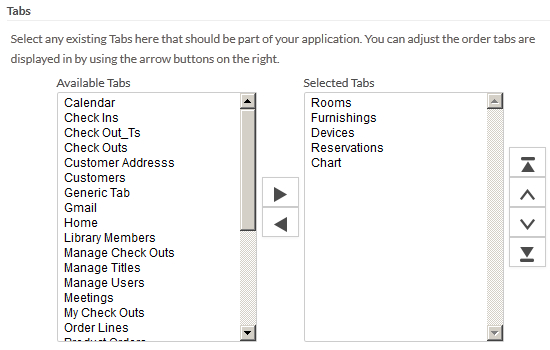 Tabs
Select any existing Tabs here that should be part of your application. You can adjust the order tabs are
displayed in by using the arrow buttons on the right.
Available Tabs
Calendar
Check Ins
Check Out_Ts
Check Outs
Customer Addresss
Customers
Generic Tab
Gmail
Home
Library Members
Manage Check Outs
Manage Titles
Manage Users
Meetings
My Check Outs
Order Lines
Selected Tabs
Rooms
Furnishings
Devices
Reservations
Chart